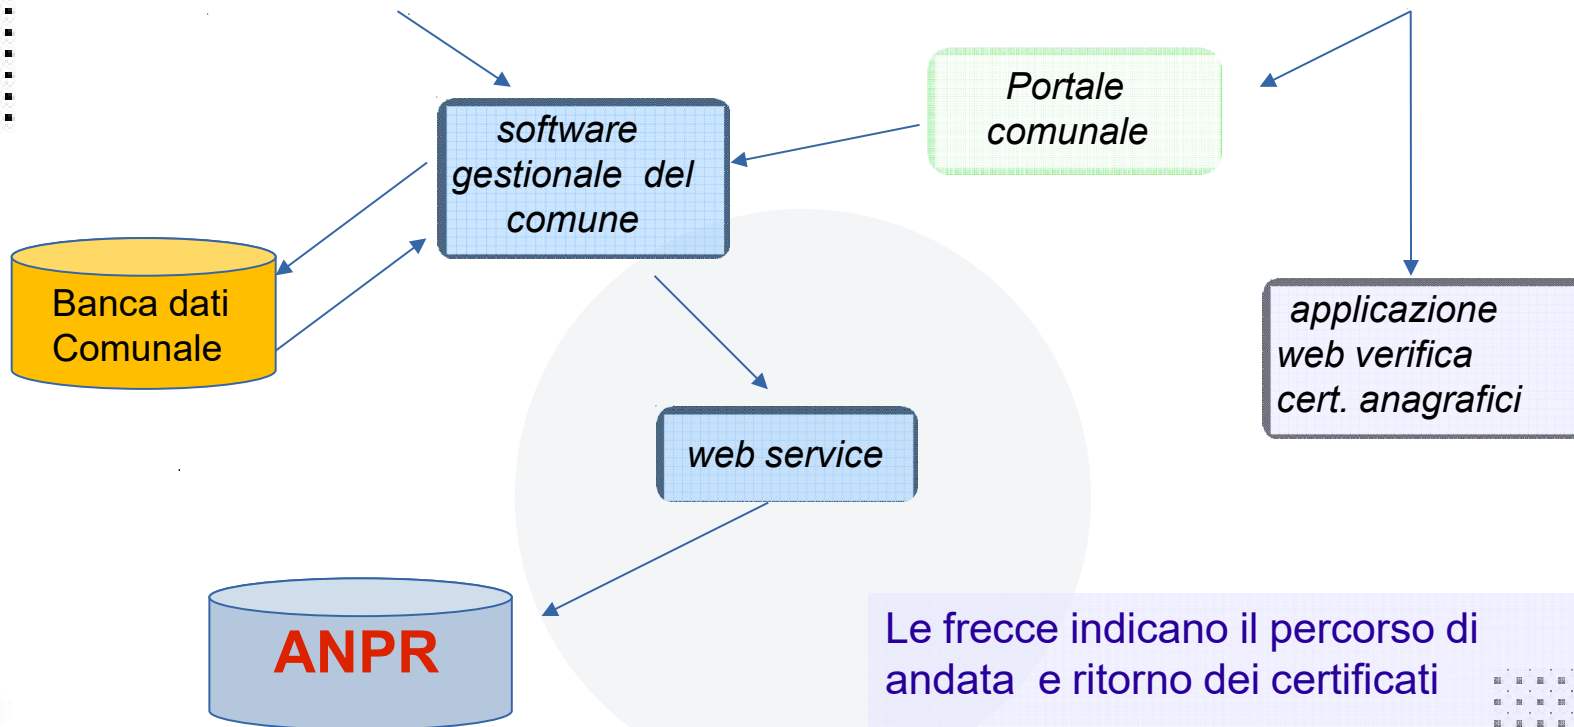 Portale
comunale
software
gestionale del
comune
Banca dati
Comunale
applicazione
web verifica
cert. anagrafici
web service
ANPR
Le frecce indicano il percorso di
andata e ritorno dei certificati